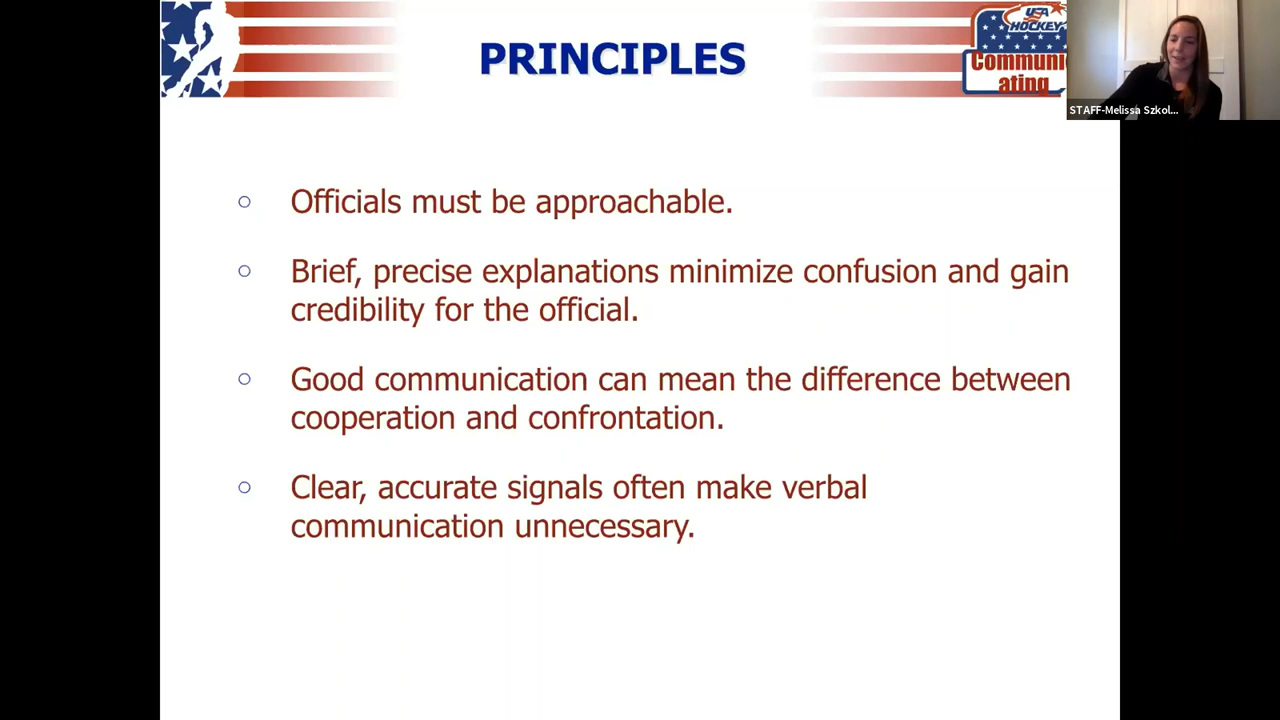 PRINCIPLES
USA
HOCKEY
Communic
ating
STAFF-Melissa Szkol...
Officials must be approachable.
Brief, precise explanations minimize confusion and gain
credibility for the official.
Good communication can mean the difference between
cooperation and confrontation.
Clear, accurate signals often make verbal
communication unnecessary.